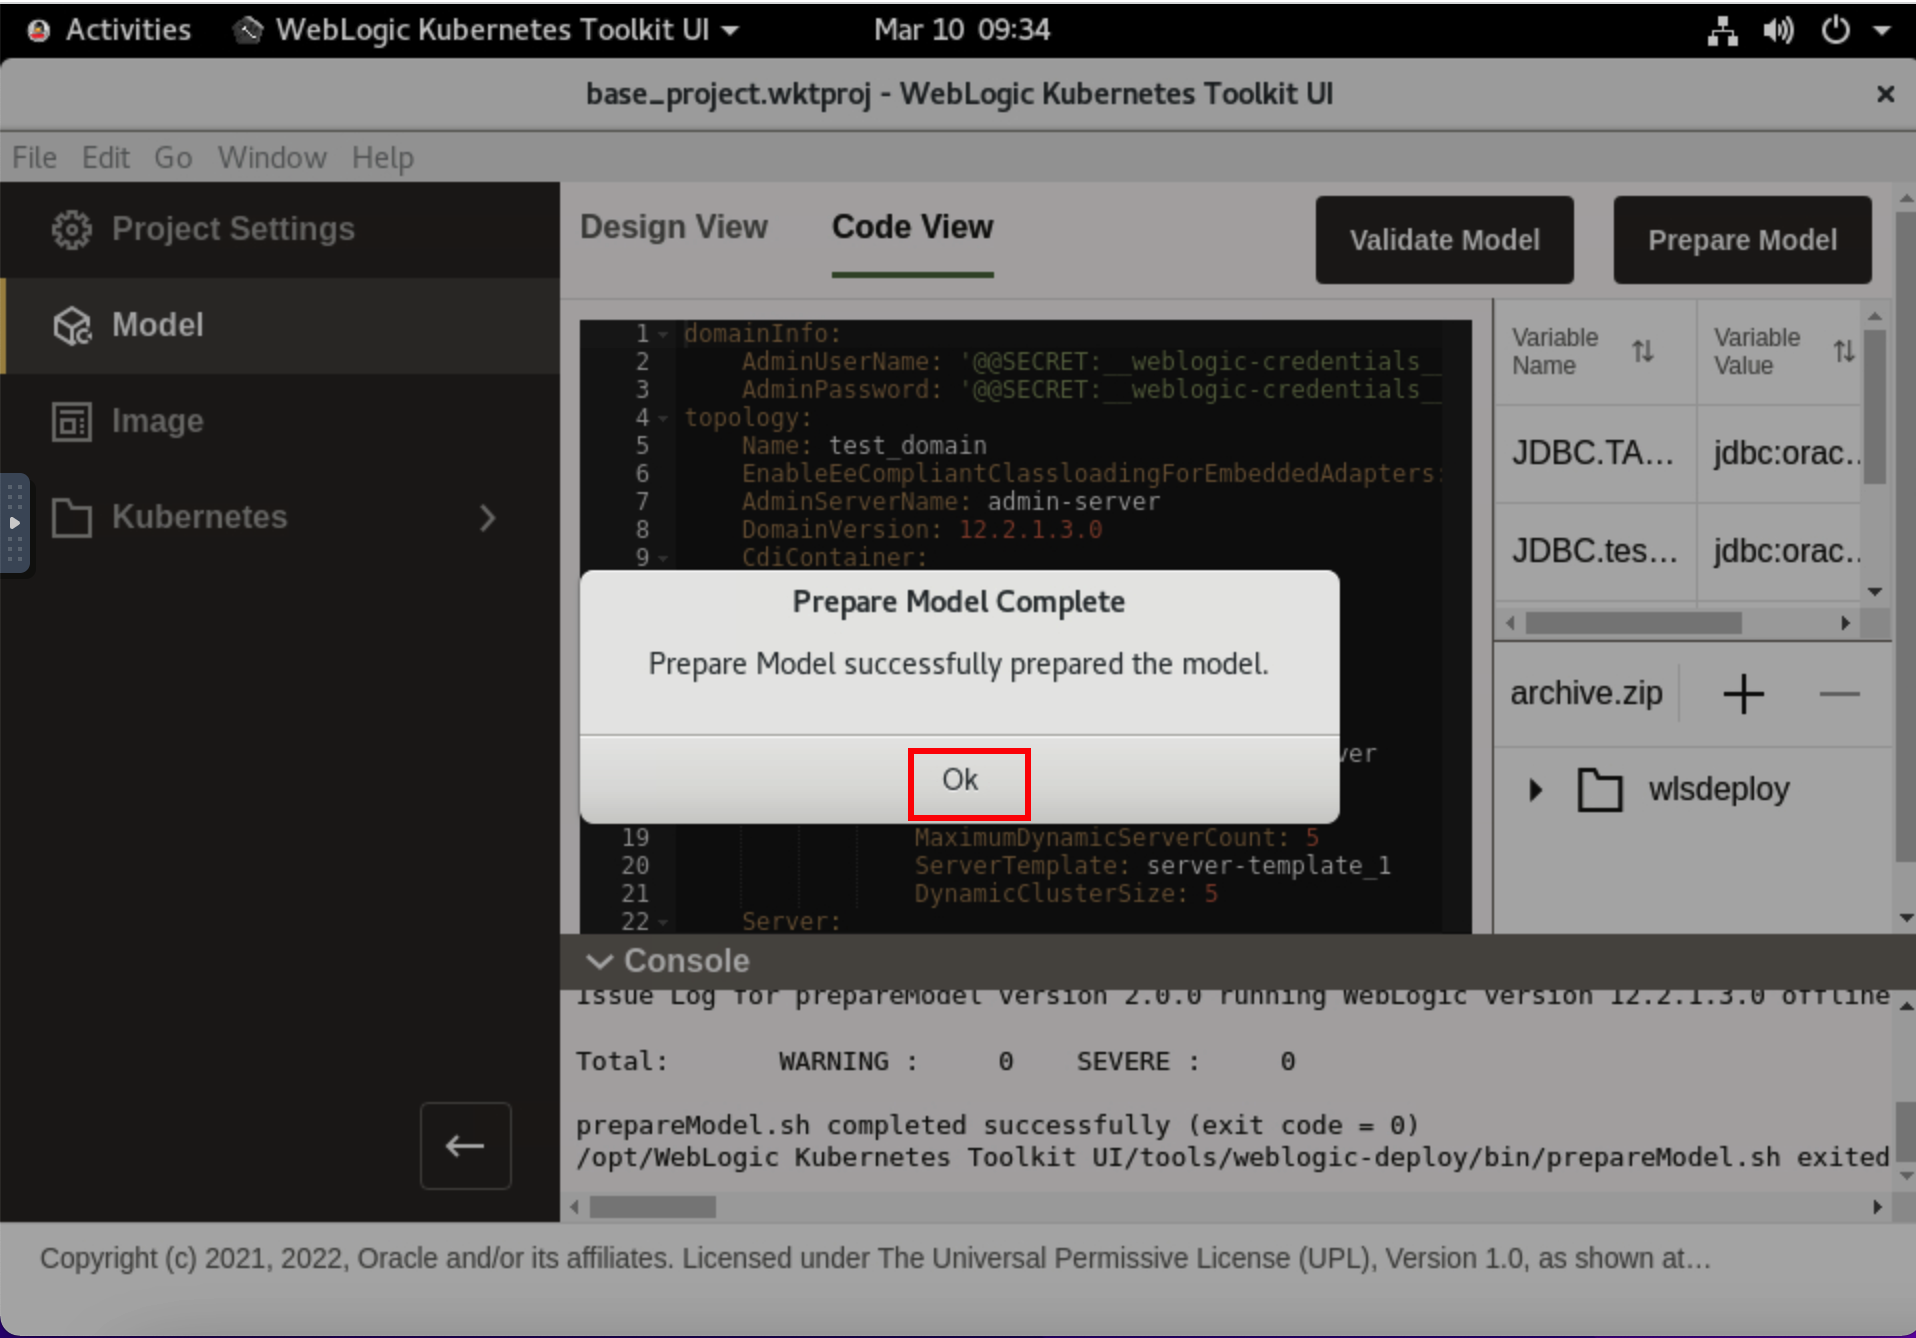 Activities WebLogic Kubernetes Toolkit UI Mar 10 09:34
base_project.wktproj - WebLogic Kubernetes Toolkit UI ×
File Edit Go Window Help
Project Settings
Model
Image
Kubernetes
Design View Code View Validate Model Prepare Model
1 domainInfo:
2 AdminUserName: '@@SECRET:__weblogic-credentials__
3 AdminPassword: '@@SECRET:__weblogic-credentials__
4 topology:
5 Name: test_domain
6 EnableEeCompliantClassloadingForEmbeddedAdapters:
7 AdminServerName: admin-server
8 DomainVersion: 12.2.1.3.0
9 CdiContainer:
ver
19 MaximumDynamicServerCount: 5
20 ServerTemplate: server-template_1
21 DynamicClusterSize: 5
22 Server:
Variable Name Variable Value
JDBC.TA... jdbc:orac..
JDBC.tes... jdbc:orac..
archive.zip
wlsdeploy
Prepare Model Complete
Prepare Model successfully prepared the model.
Ok
Console
Issue Log for prepareModel version 2.0.0 running WebLogic version 12.2.1.3.0 offline
Total: WARNING : 0 SEVERE : 0
prepareModel.sh completed successfully (exit code = 0)
/opt/WebLogic Kubernetes Toolkit UI/tools/weblogic-deploy/bin/prepareModel.sh exited
Copyright (c) 2021, 2022, Oracle and/or its affiliates. Licensed under The Universal Permissive License (UPL), Version 1.0, as shown at...